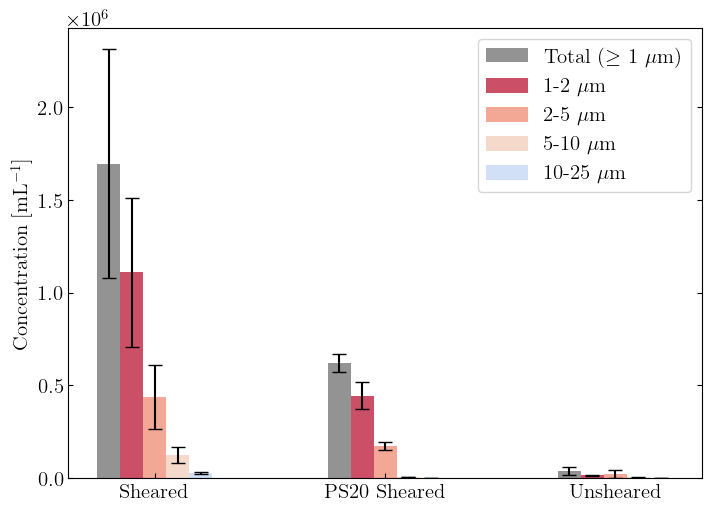 ×10⁶
Total (≥ 1 μm)
1-2 μm
2-5 μm
5-10 μm
10-25 μm
2.0
1.5
1.0
0.5
0.0
Concentration [mL⁻¹]
Sheared
PS20 Sheared
Unsheared